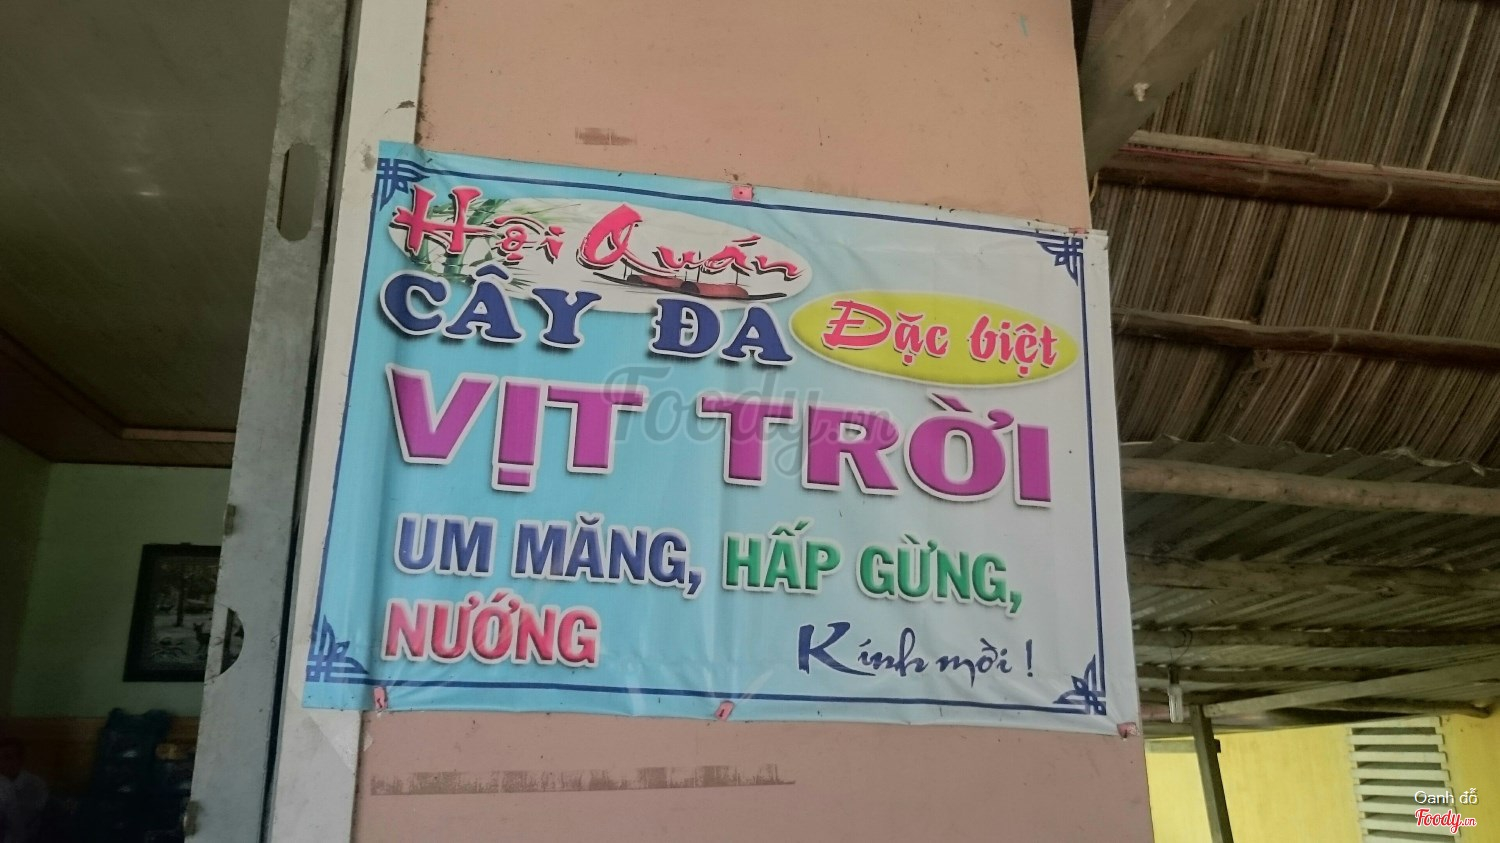 Hội Quán
CÂY ĐA
Đặc biệt
VỊT TRỜI
UM MĂNG, HẤP GỪNG,
NƯỚNG
Kính mời !
Foody.vn
Oanh đỗ
Foody.vn